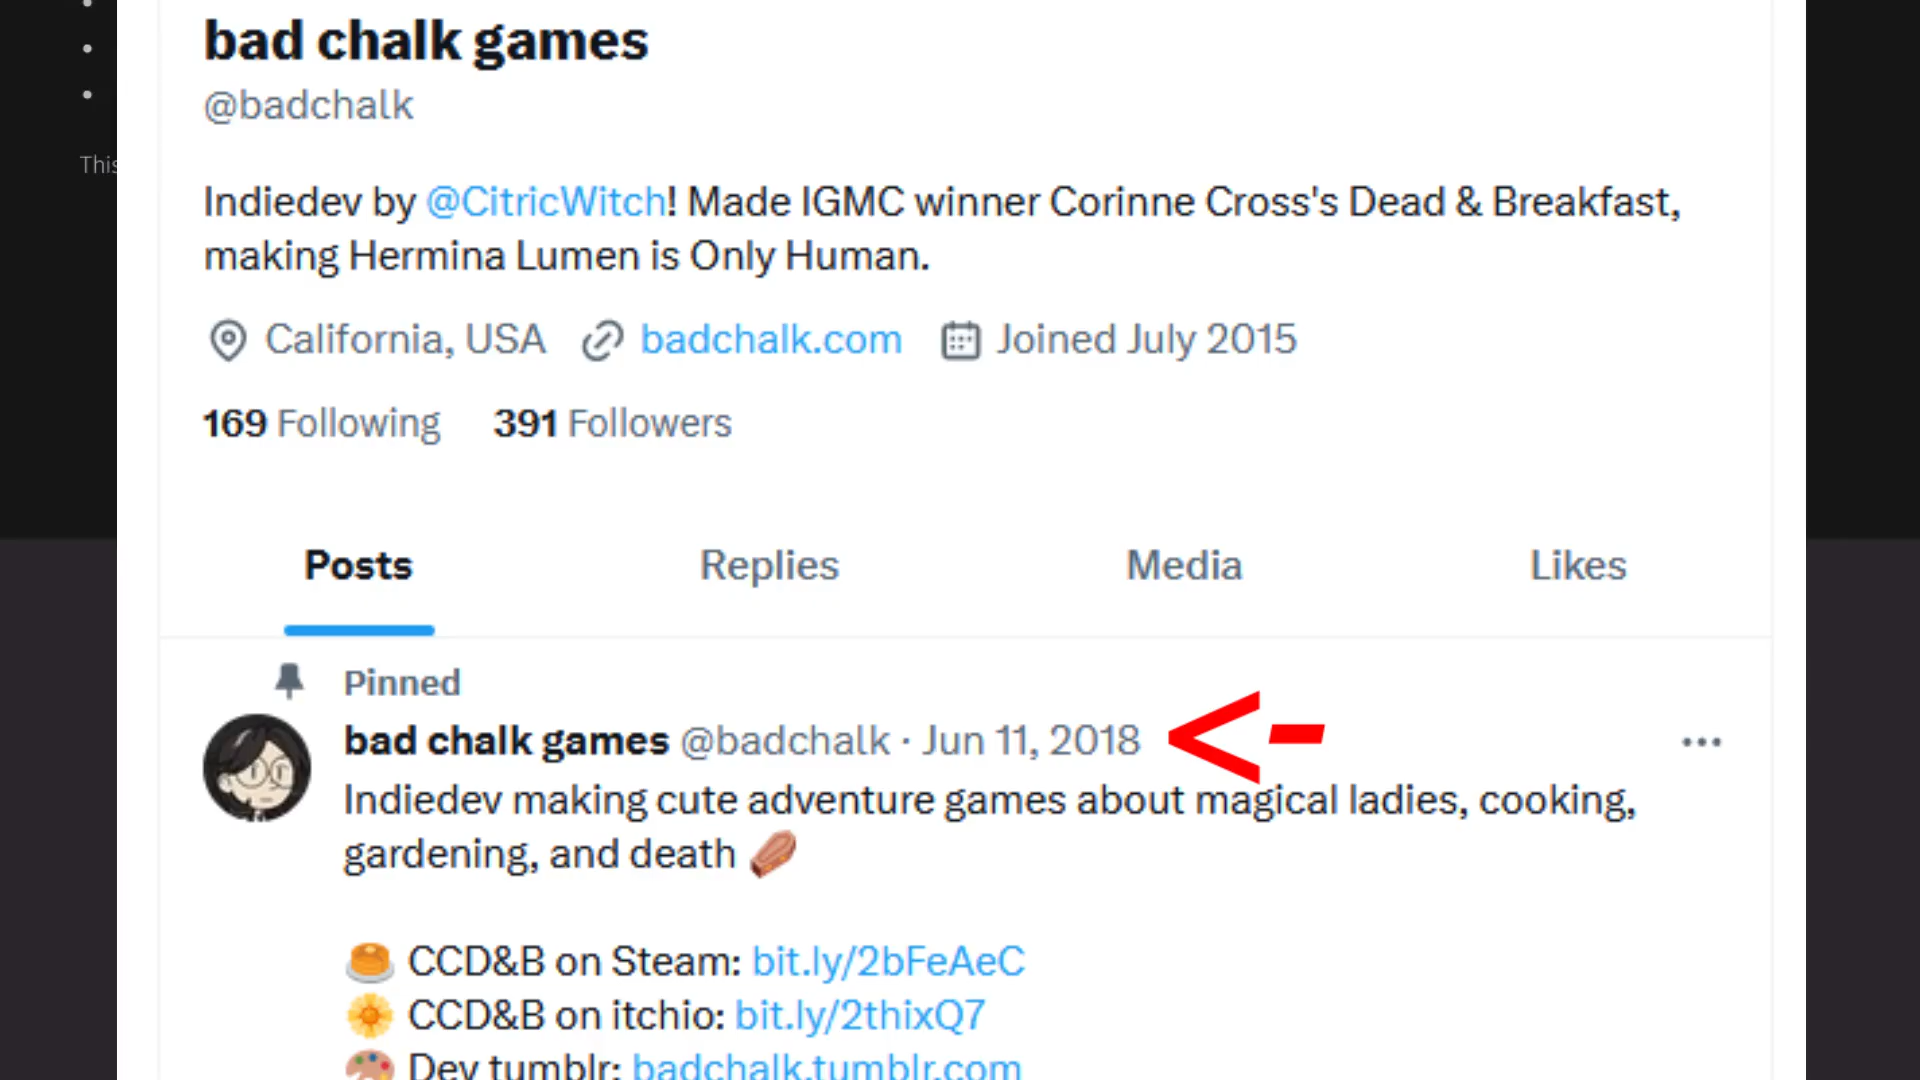 bad chalk games
@badchalk
This
Indiedev by @CitricWitch! Made IGMC winner Corinne Cross's Dead & Breakfast,
making Hermina Lumen is Only Human.
California, USA badchalk.com Joined July 2015
169 Following 391 Followers
Posts Replies Media Likes
Pinned
bad chalk games @badchalk · Jun 11, 2018 <-
Indiedev making cute adventure games about magical ladies, cooking,
gardening, and death ⚰️
🥞 CCD&B on Steam: bit.ly/2bFeAeC
🌼 CCD&B on itchio: bit.ly/2thixQ7
🎨 Dev tumblr: badchalk.tumblr.com